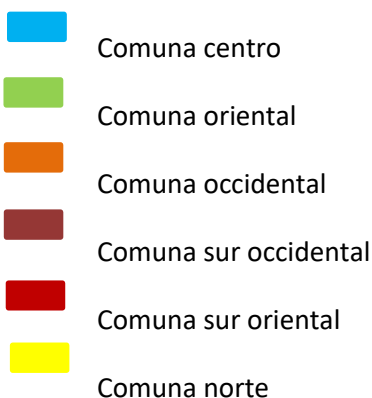 Comuna centro
Comuna oriental
Comuna occidental
Comuna sur occidental
Comuna sur oriental
Comuna norte